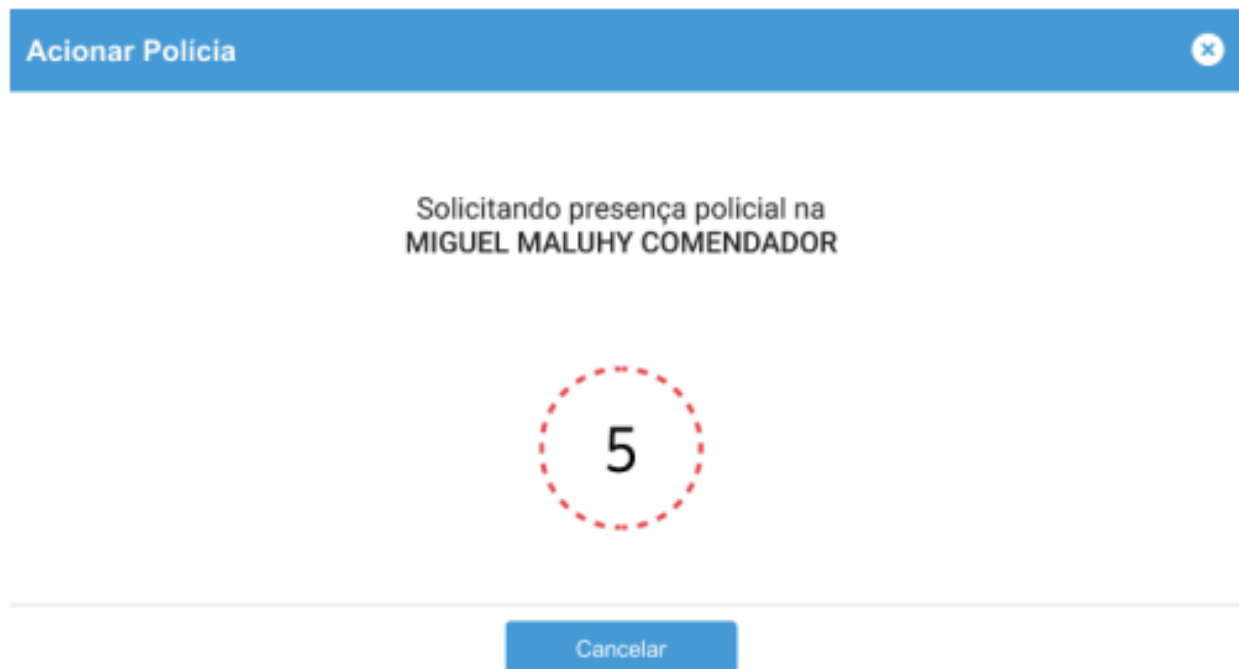 Acionar Polícia
Solicitando presença policial na
MIGUEL MALUHY COMENDADOR
5
Cancelar